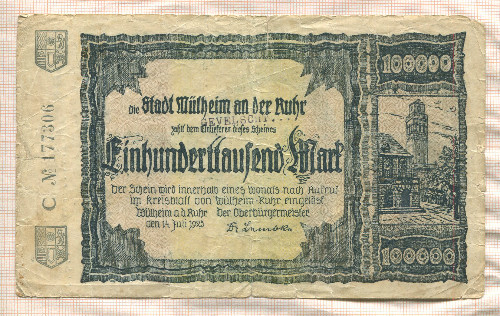 100000
die Stadt Mülheim an der Ruhr
zahlt dem Einlieferer dieses Scheines
Einhunderttausend Mark
der Schein wird innerhalb eines Monats nach Aufruf
im Kreisblatt von Mülheim-Ruhr eingelöst
Mülheim a.d. Ruhr der Oberbürgermeister
den 14. Juli 1923
100000
C № 177306